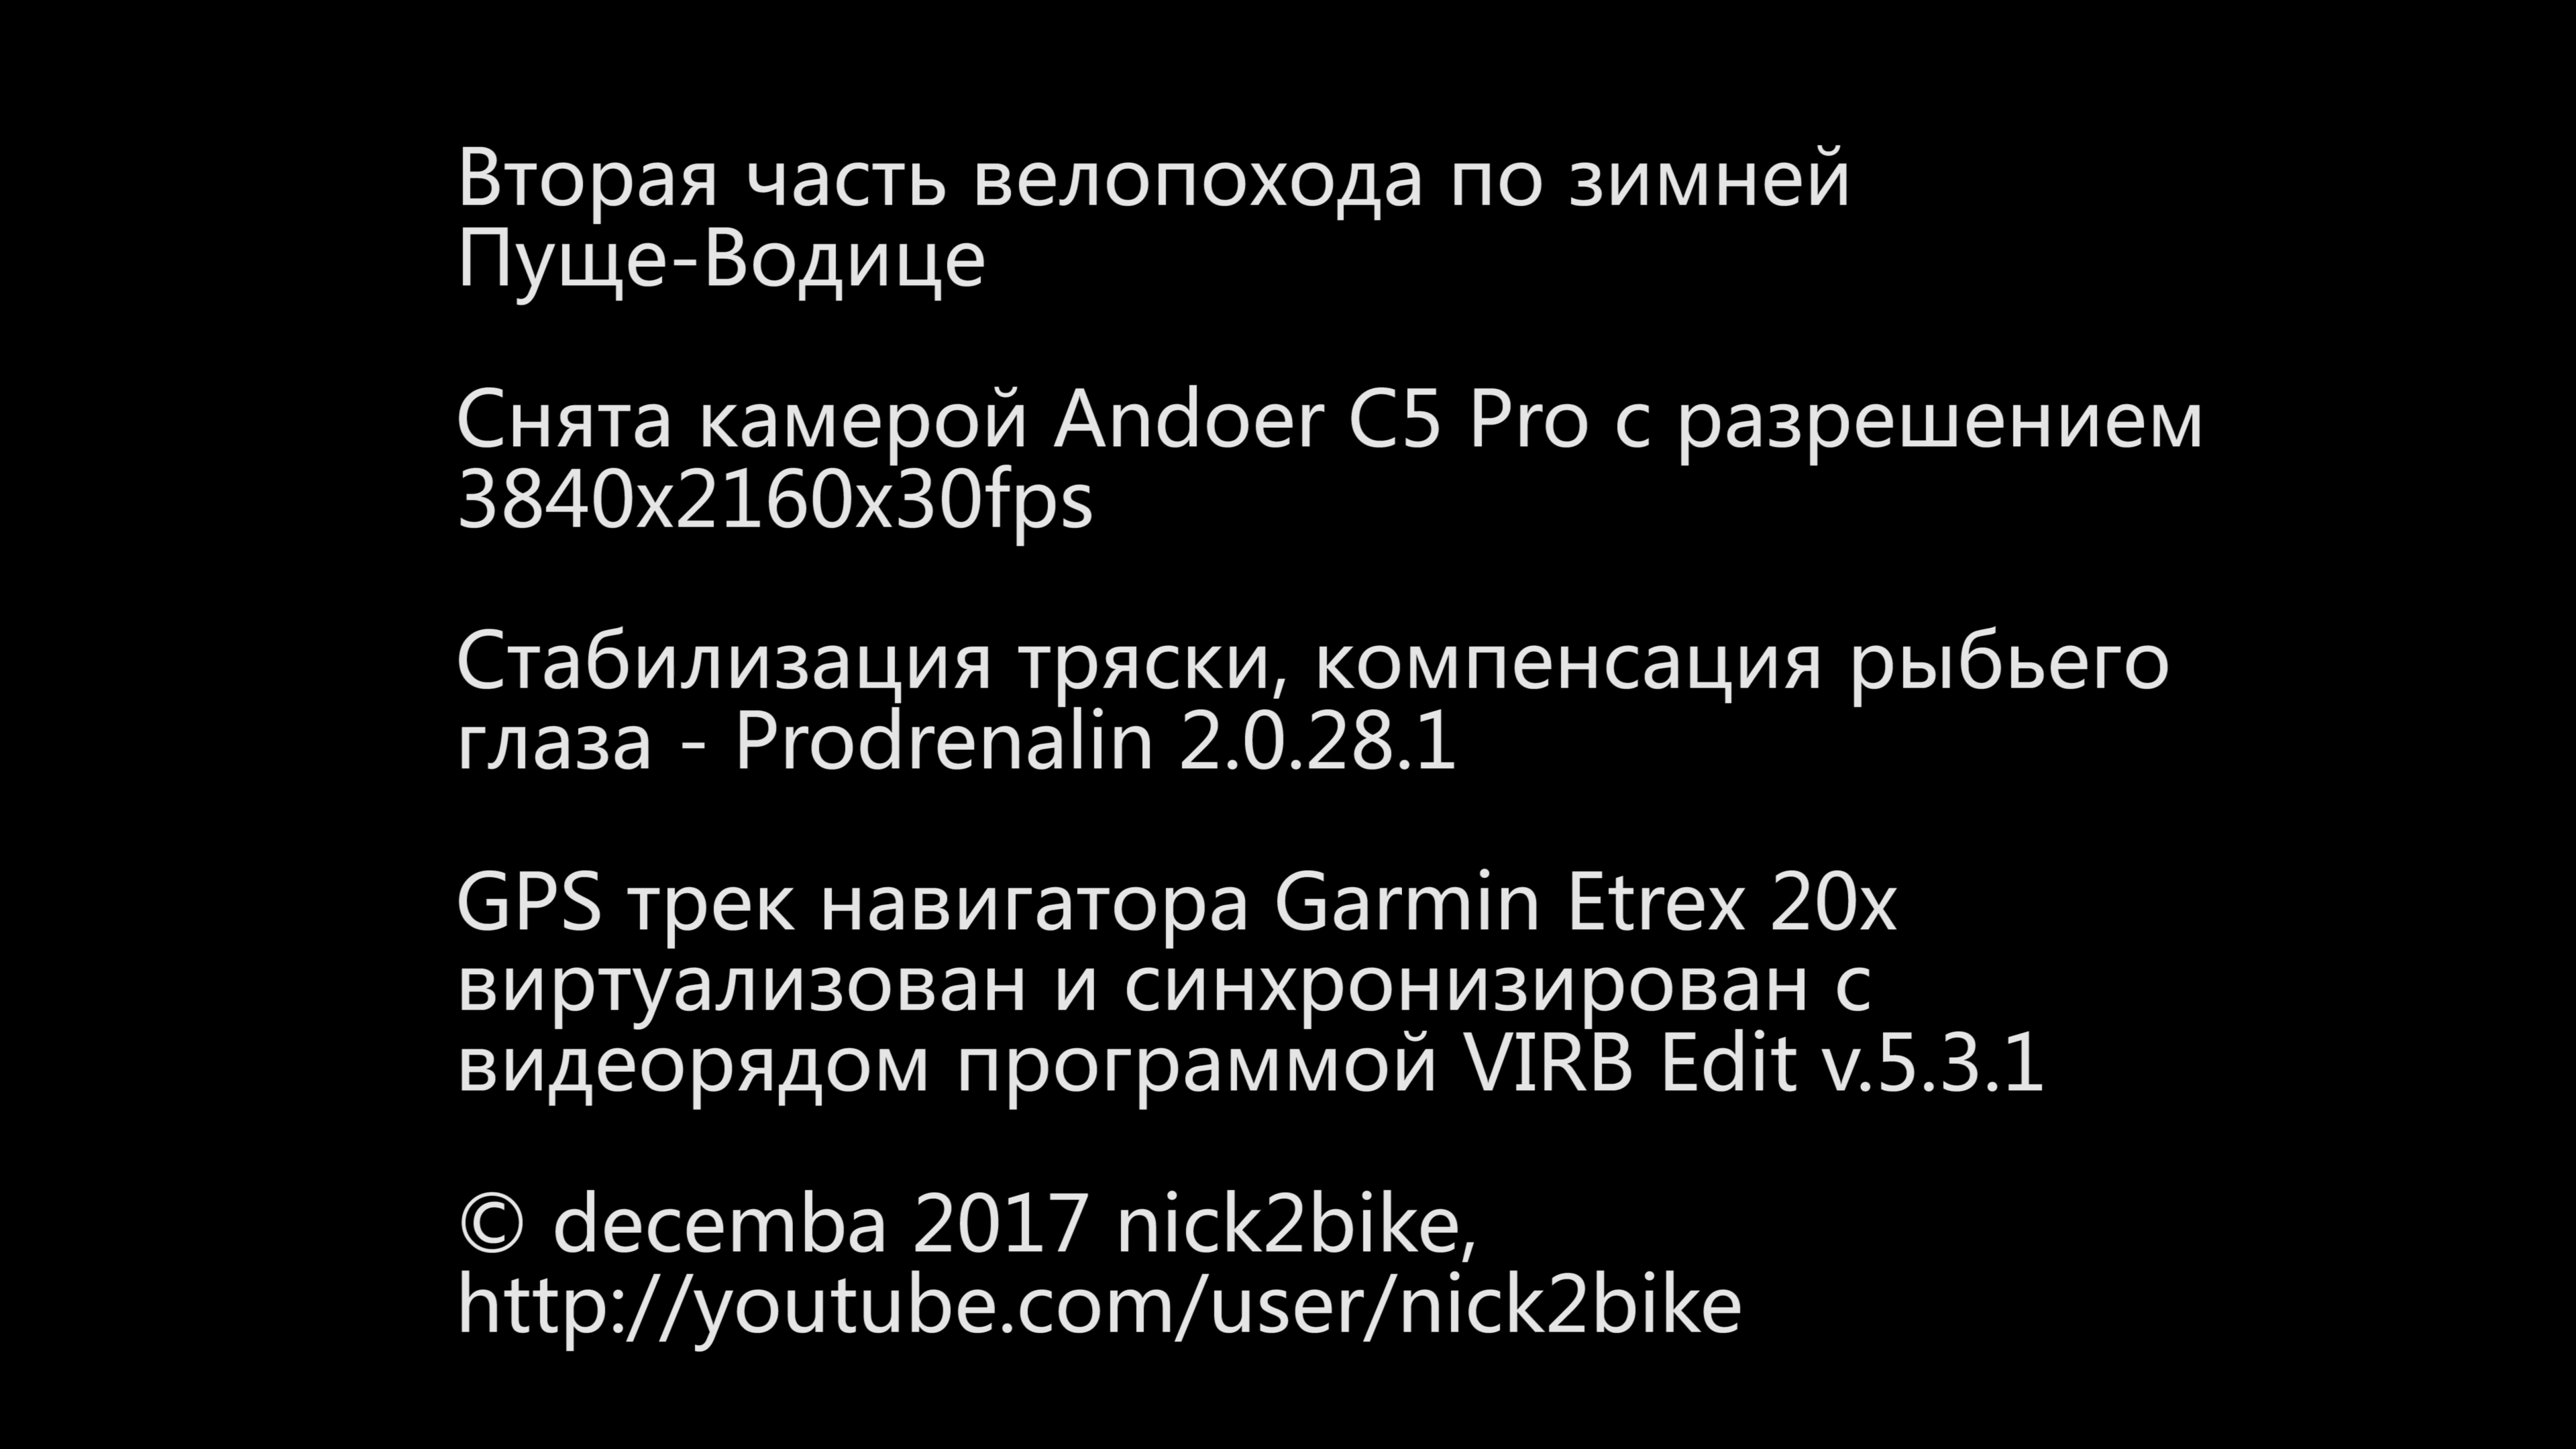 Вторая часть велопохода по зимней
Пуще-Водице
Снята камерой Andoer C5 Pro с разрешением
3840x2160x30fps
Стабилизация тряски, компенсация рыбьего
глаза - Prodrenalin 2.0.28.1
GPS трек навигатора Garmin Etrex 20x
виртуализован и синхронизирован с
видеорядом программой VIRB Edit v.5.3.1
© decemba 2017 nick2bike,
http://youtube.com/user/nick2bike